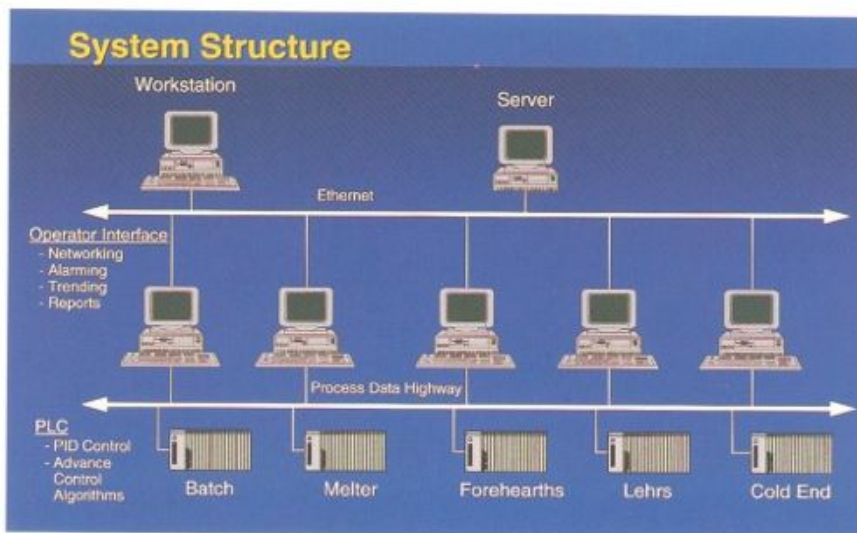 System Structure
Workstation
Server
Ethernet
Operator Interface
- Networking
- Alarming
- Trending
- Reports
Process Data Highway
PLC
- PID Control
- Advance
Control
Algorithms
Batch
Melter
Forehearths
Lehrs
Cold End